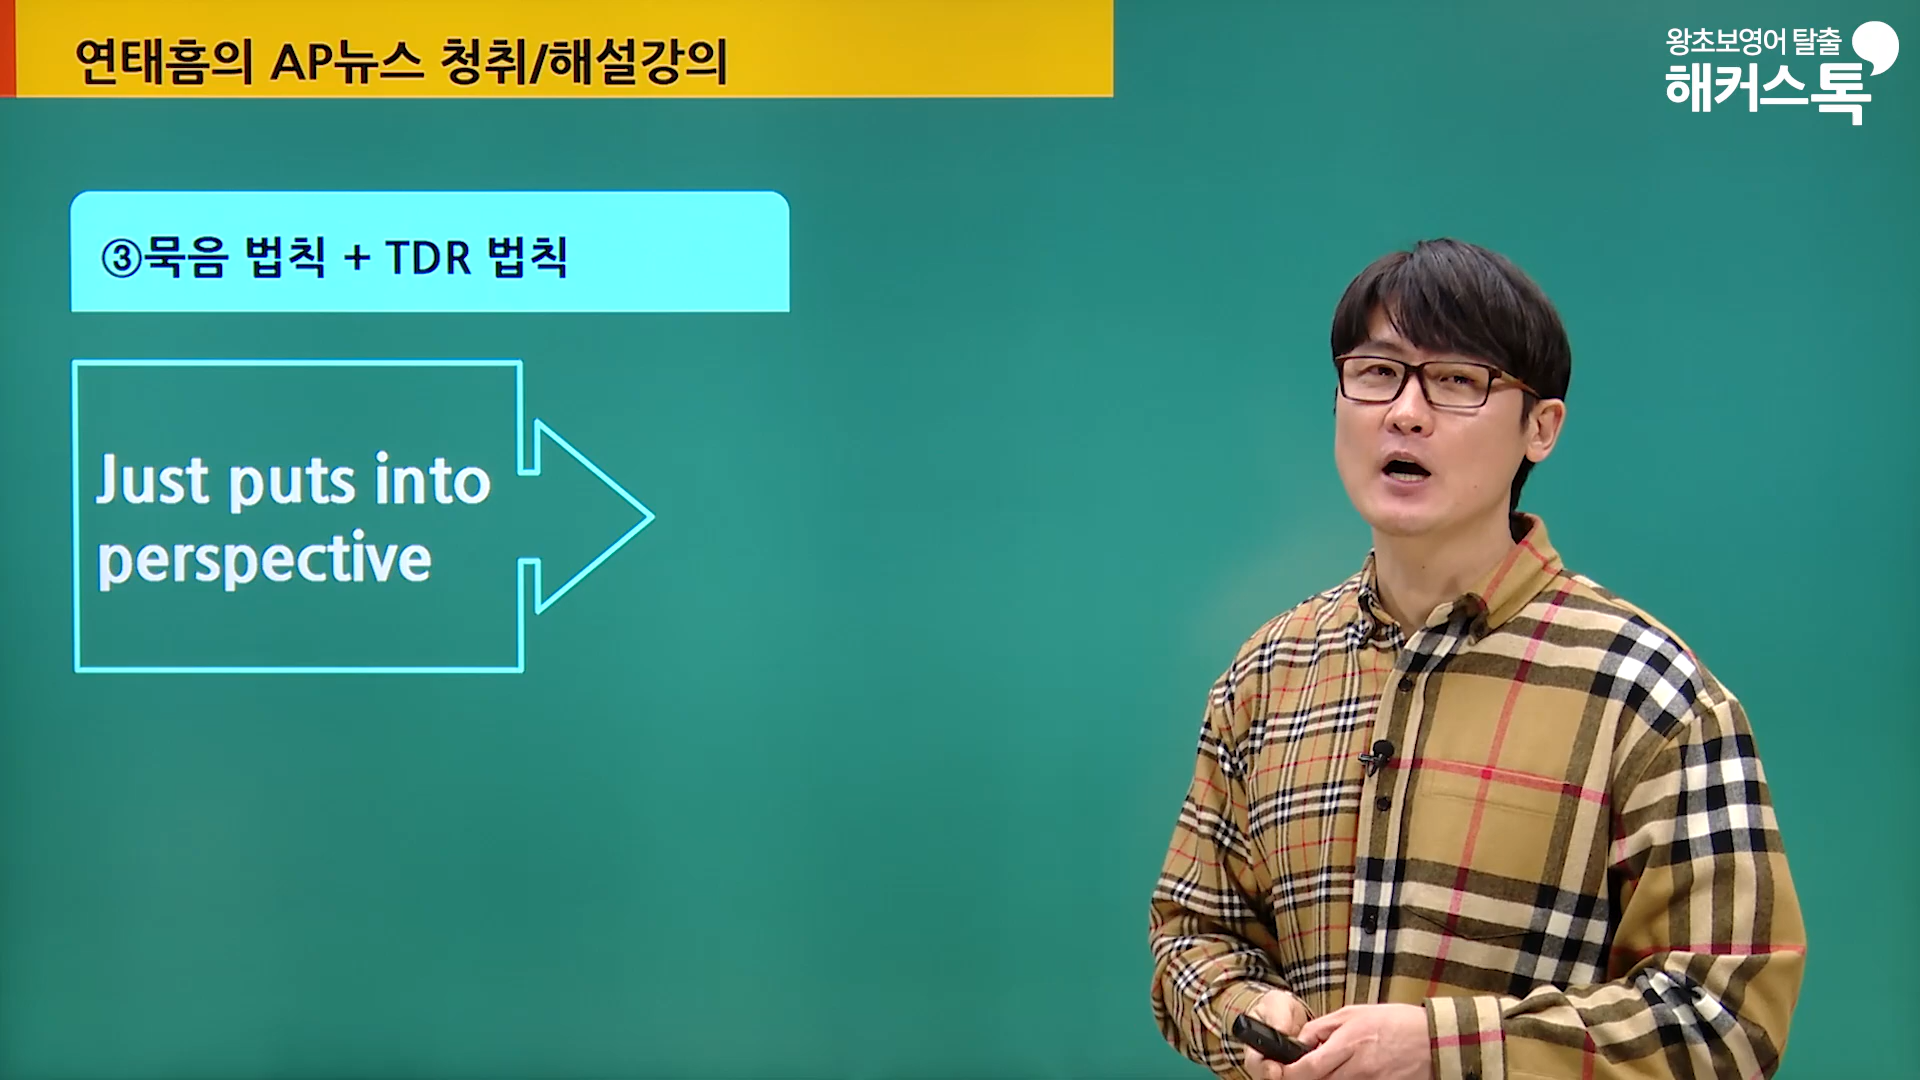 연태흠의 AP뉴스 청취/해설강의
왕초보영어 탈출
해커스톡
③묵음 법칙 + TDR 법칙
Just puts into
perspective